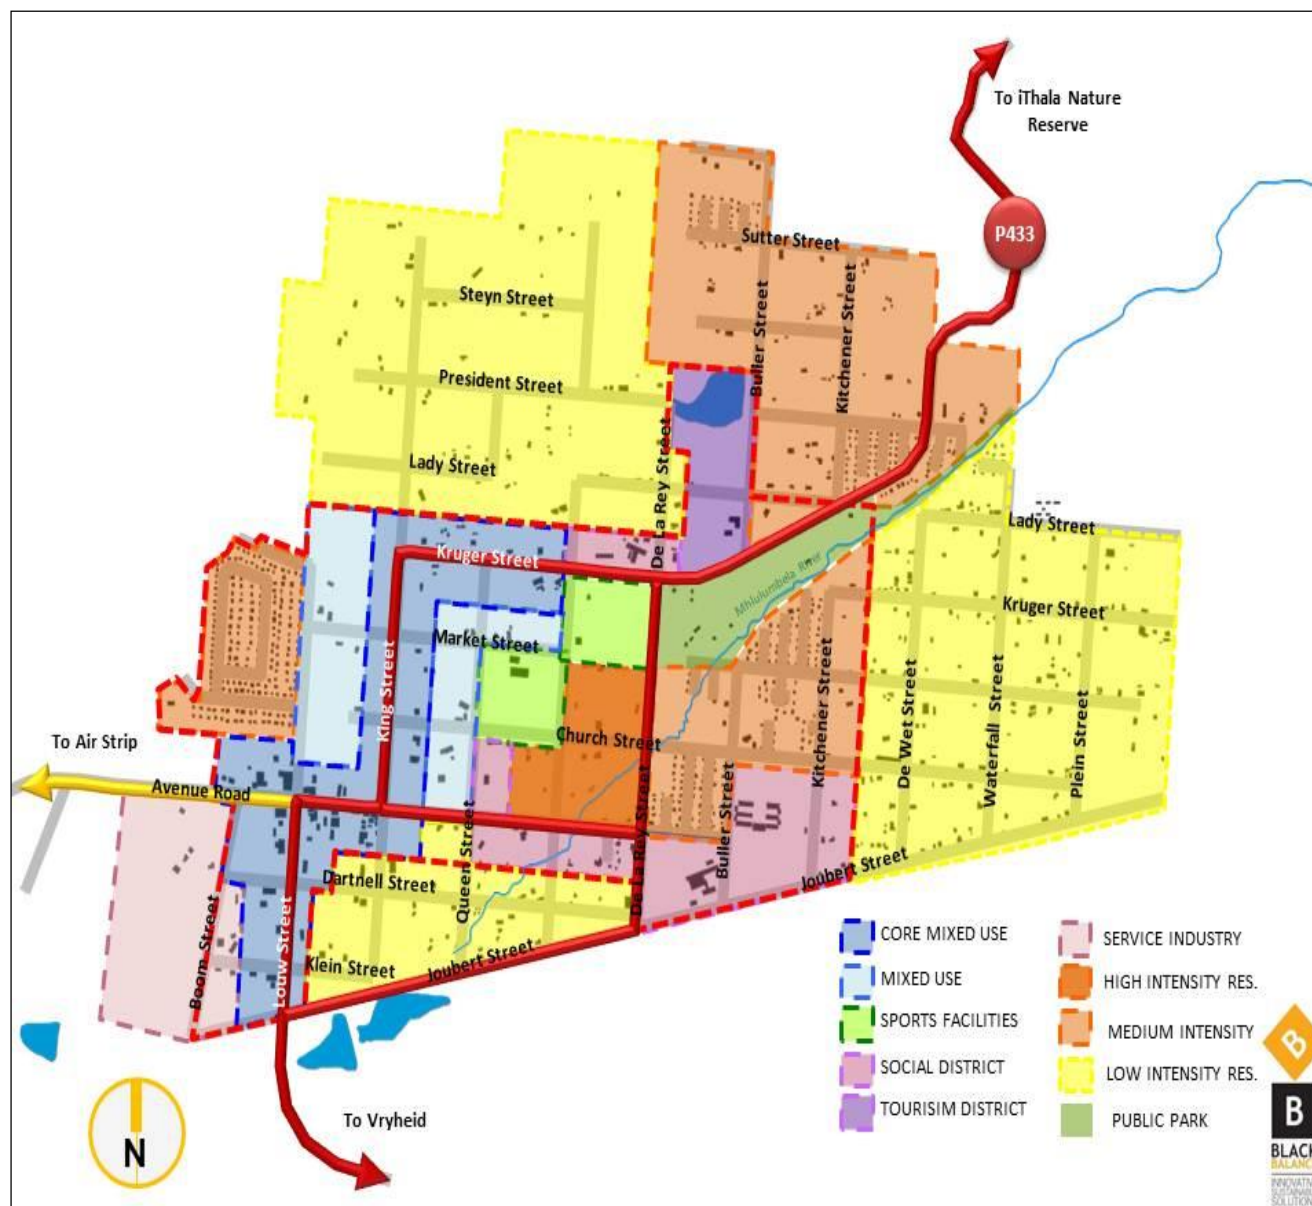 To iThala Nature
Reserve
P433
Sutter Street
Steyn Street
Buller Street
Kitchener Street
President Street
De La Rey Street
Lady Street
Lady Street
Kruger Street
Mhlulumbela River
Kruger Street
Market Street
King Street
Kitchener Street
De Wet Street
Waterfall Street
Plein Street
To Air Strip
Church Street
Avenue Road
De La Rey Street
Buller Street
Queen Street
Dartnell Street
Joubert Street
Boom Street
Louw Street
Klein Street
Joubert Street
CORE MIXED USE
MIXED USE
SPORTS FACILITIES
SOCIAL DISTRICT
TOURISIM DISTRICT
SERVICE INDUSTRY
HIGH INTENSITY RES.
MEDIUM INTENSITY
LOW INTENSITY RES.
PUBLIC PARK
To Vryheid
N
B
B
BLACK
BALANC